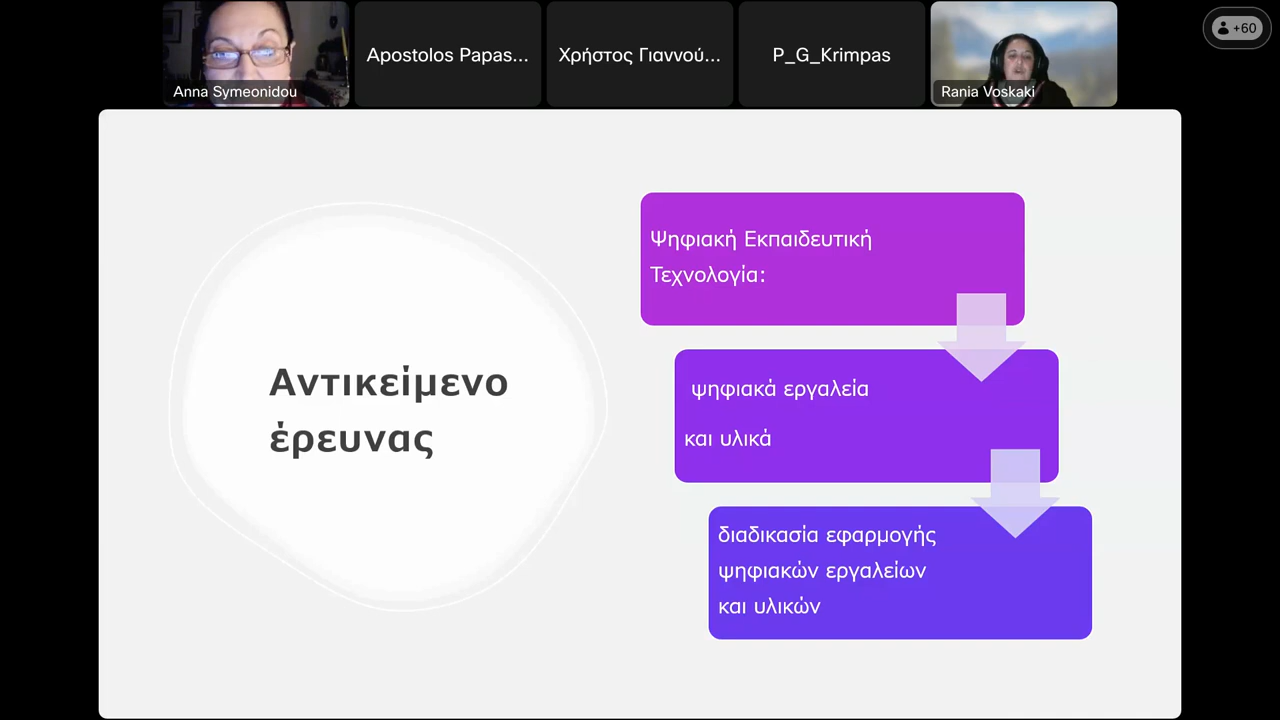 Anna Symeonidou
Apostolos Papas...
Χρήστος Γιαννού...
P_G_Krimpas
Rania Voskaki
+60
Αντικείμενο
έρευνας
Ψηφιακή Εκπαιδευτική
Τεχνολογία:
ψηφιακά εργαλεία
και υλικά
διαδικασία εφαρμογής
ψηφιακών εργαλείων
και υλικών